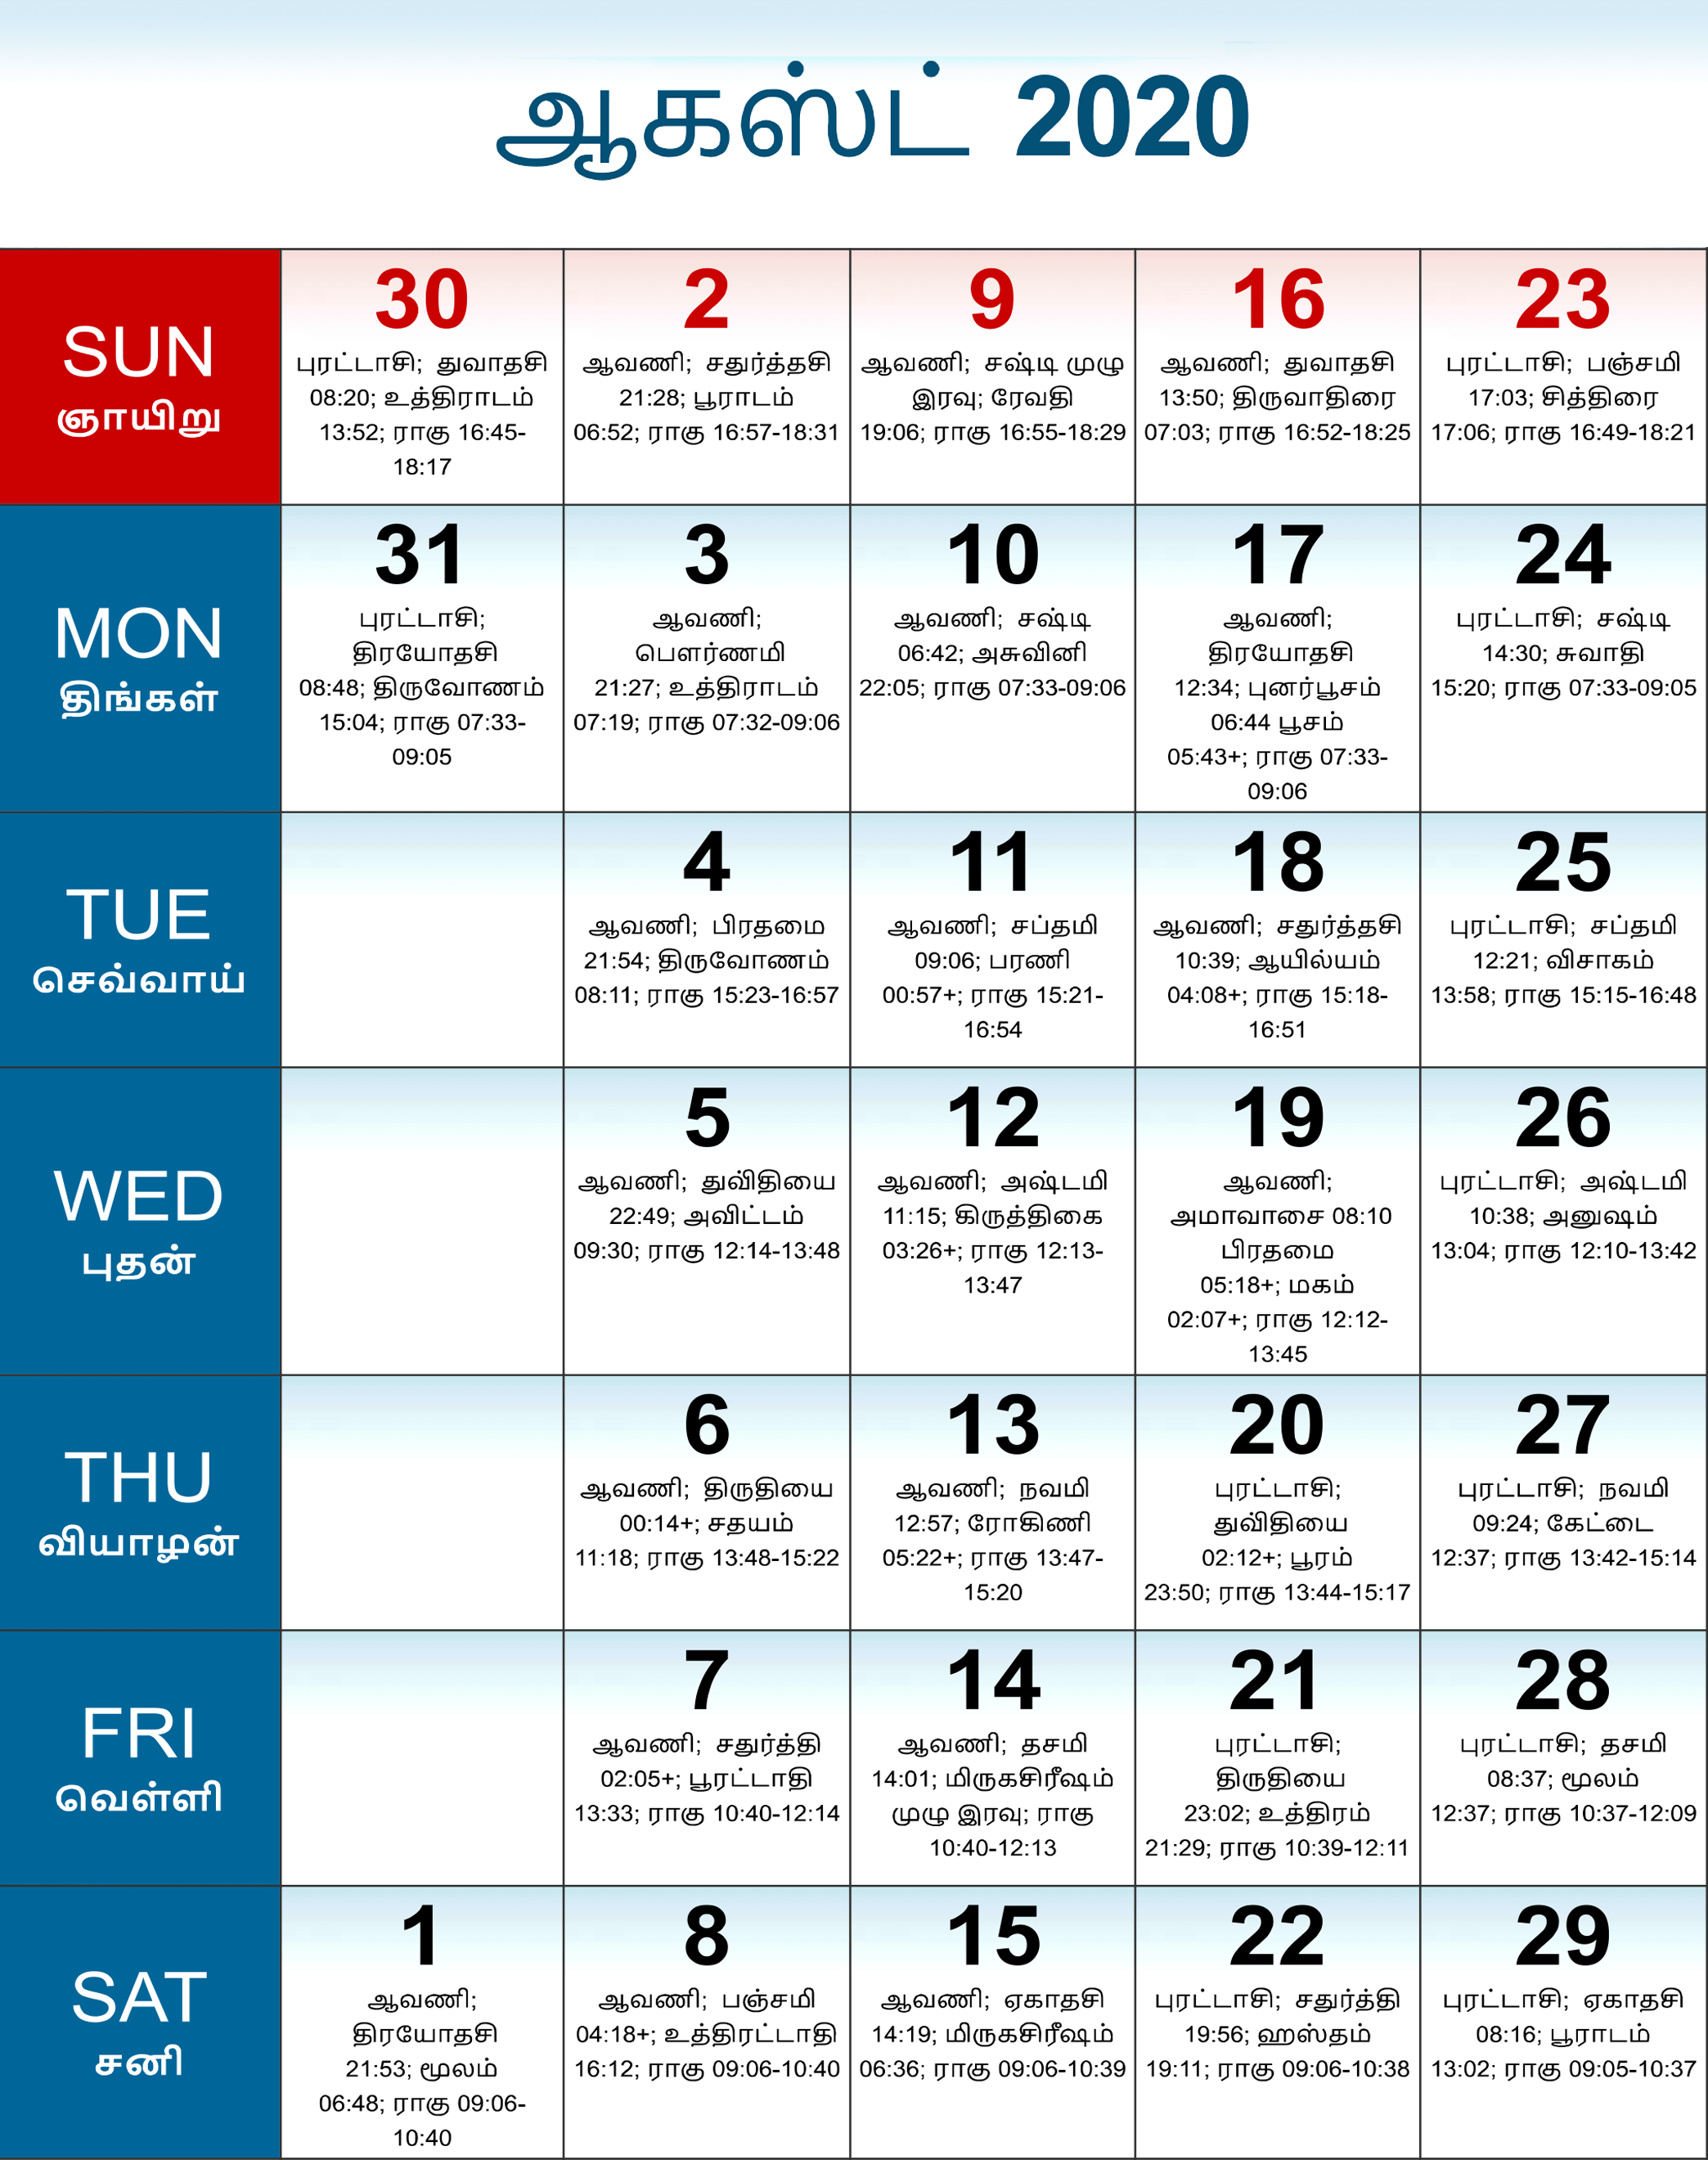 ஆகஸ்ட் 2020
SUN
ஞாயிறு
30
புரட்டாசி; துவாதசி
08:20; உத்திராடம்
13:52; ராகு 16:45-
18:17
2
ஆவணி; சதுர்த்தசி
21:28; பூராடம்
06:52; ராகு 16:57-18:31
9
ஆவணி; சஷ்டி முழு
இரவு; ரேவதி
19:06; ராகு 16:55-18:29
16
ஆவணி; துவாதசி
13:50; திருவாதிரை
07:03; ராகு 16:52-18:25
23
புரட்டாசி; பஞ்சமி
17:03; சித்திரை
17:06; ராகு 16:49-18:21
MON
திங்கள்
31
புரட்டாசி;
திரயோதசி
08:48; திருவோணம்
15:04; ராகு 07:33-
09:05
3
ஆவணி;
பௌர்ணமி
21:27; உத்திராடம்
07:19; ராகு 07:32-09:06
10
ஆவணி; சஷ்டி
06:42; அசுவினி
22:05; ராகு 07:33-09:06
17
ஆவணி;
திரயோதசி
12:34; புனர்பூசம்
06:44 பூசம்
05:43+; ராகு 07:33-
09:06
24
புரட்டாசி; சஷ்டி
14:30; சுவாதி
15:20; ராகு 07:33-09:05
TUE
செவ்வாய்
4
ஆவணி; பிரதமை
21:54; திருவோணம்
08:11; ராகு 15:23-16:57
11
ஆவணி; சப்தமி
09:06; பரணி
00:57+; ராகு 15:21-
16:54
18
ஆவணி; சதுர்த்தசி
10:39; ஆயில்யம்
04:08+; ராகு 15:18-
16:51
25
புரட்டாசி; சப்தமி
12:21; விசாகம்
13:58; ராகு 15:15-16:48
WED
புதன்
5
ஆவணி; துவிதியை
22:49; அவிட்டம்
09:30; ராகு 12:14-13:48
12
ஆவணி; அஷ்டமி
11:15; கிருத்திகை
03:26+; ராகு 12:13-
13:47
19
ஆவணி;
அமாவாசை 08:10
பிரதமை
05:18+; மகம்
02:07+; ராகு 12:12-
13:45
26
புரட்டாசி; அஷ்டமி
10:38; அனுஷம்
13:04; ராகு 12:10-13:42
THU
வியாழன்
6
ஆவணி; திருதியை
00:14+; சதயம்
11:18; ராகு 13:48-15:22
13
ஆவணி; நவமி
12:57; ரோகிணி
05:22+; ராகு 13:47-
15:20
20
புரட்டாசி;
துவிதியை
02:12+; பூரம்
23:50; ராகு 13:44-15:17
27
புரட்டாசி; நவமி
09:24; கேட்டை
12:37; ராகு 13:42-15:14
FRI
வெள்ளி
7
ஆவணி; சதுர்த்தி
02:05+; பூரட்டாதி
13:33; ராகு 10:40-12:14
14
ஆவணி; தசமி
14:01; மிருகசிரீஷம்
முழு இரவு; ராகு
10:40-12:13
21
புரட்டாசி;
திருதியை
23:02; உத்திரம்
21:29; ராகு 10:39-12:11
28
புரட்டாசி; தசமி
08:37; மூலம்
12:37; ராகு 10:37-12:09
SAT
சனி
1
ஆவணி;
திரயோதசி
21:53; மூலம்
06:48; ராகு 09:06-
10:40
8
ஆவணி; பஞ்சமி
04:18+; உத்திரட்டாதி
16:12; ராகு 09:06-10:40
15
ஆவணி; ஏகாதசி
14:19; மிருகசிரீஷம்
06:36; ராகு 09:06-10:39
22
புரட்டாசி; சதுர்த்தி
19:56; ஹஸ்தம்
19:11; ராகு 09:06-10:38
29
புரட்டாசி; ஏகாதசி
08:16; பூராடம்
13:02; ராகு 09:05-10:37